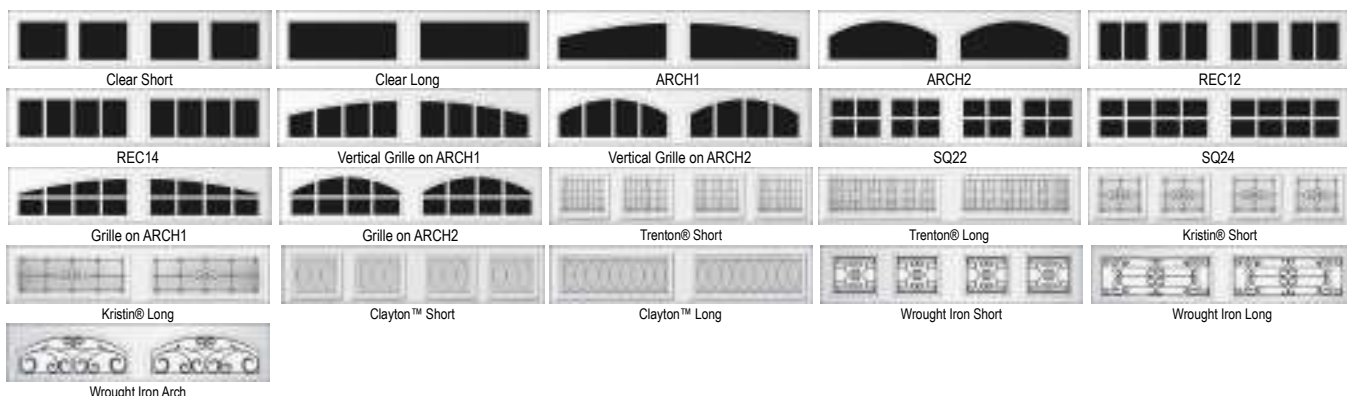 Clear Short
Clear Long
ARCH1
ARCH2
REC12
REC14
Vertical Grille on ARCH1
Vertical Grille on ARCH2
SQ22
SQ24
Grille on ARCH1
Grille on ARCH2
Trenton® Short
Trenton® Long
Kristin® Short
Kristin® Long
Clayton™ Short
Clayton™ Long
Wrought Iron Short
Wrought Iron Long
Wrought Iron Arch